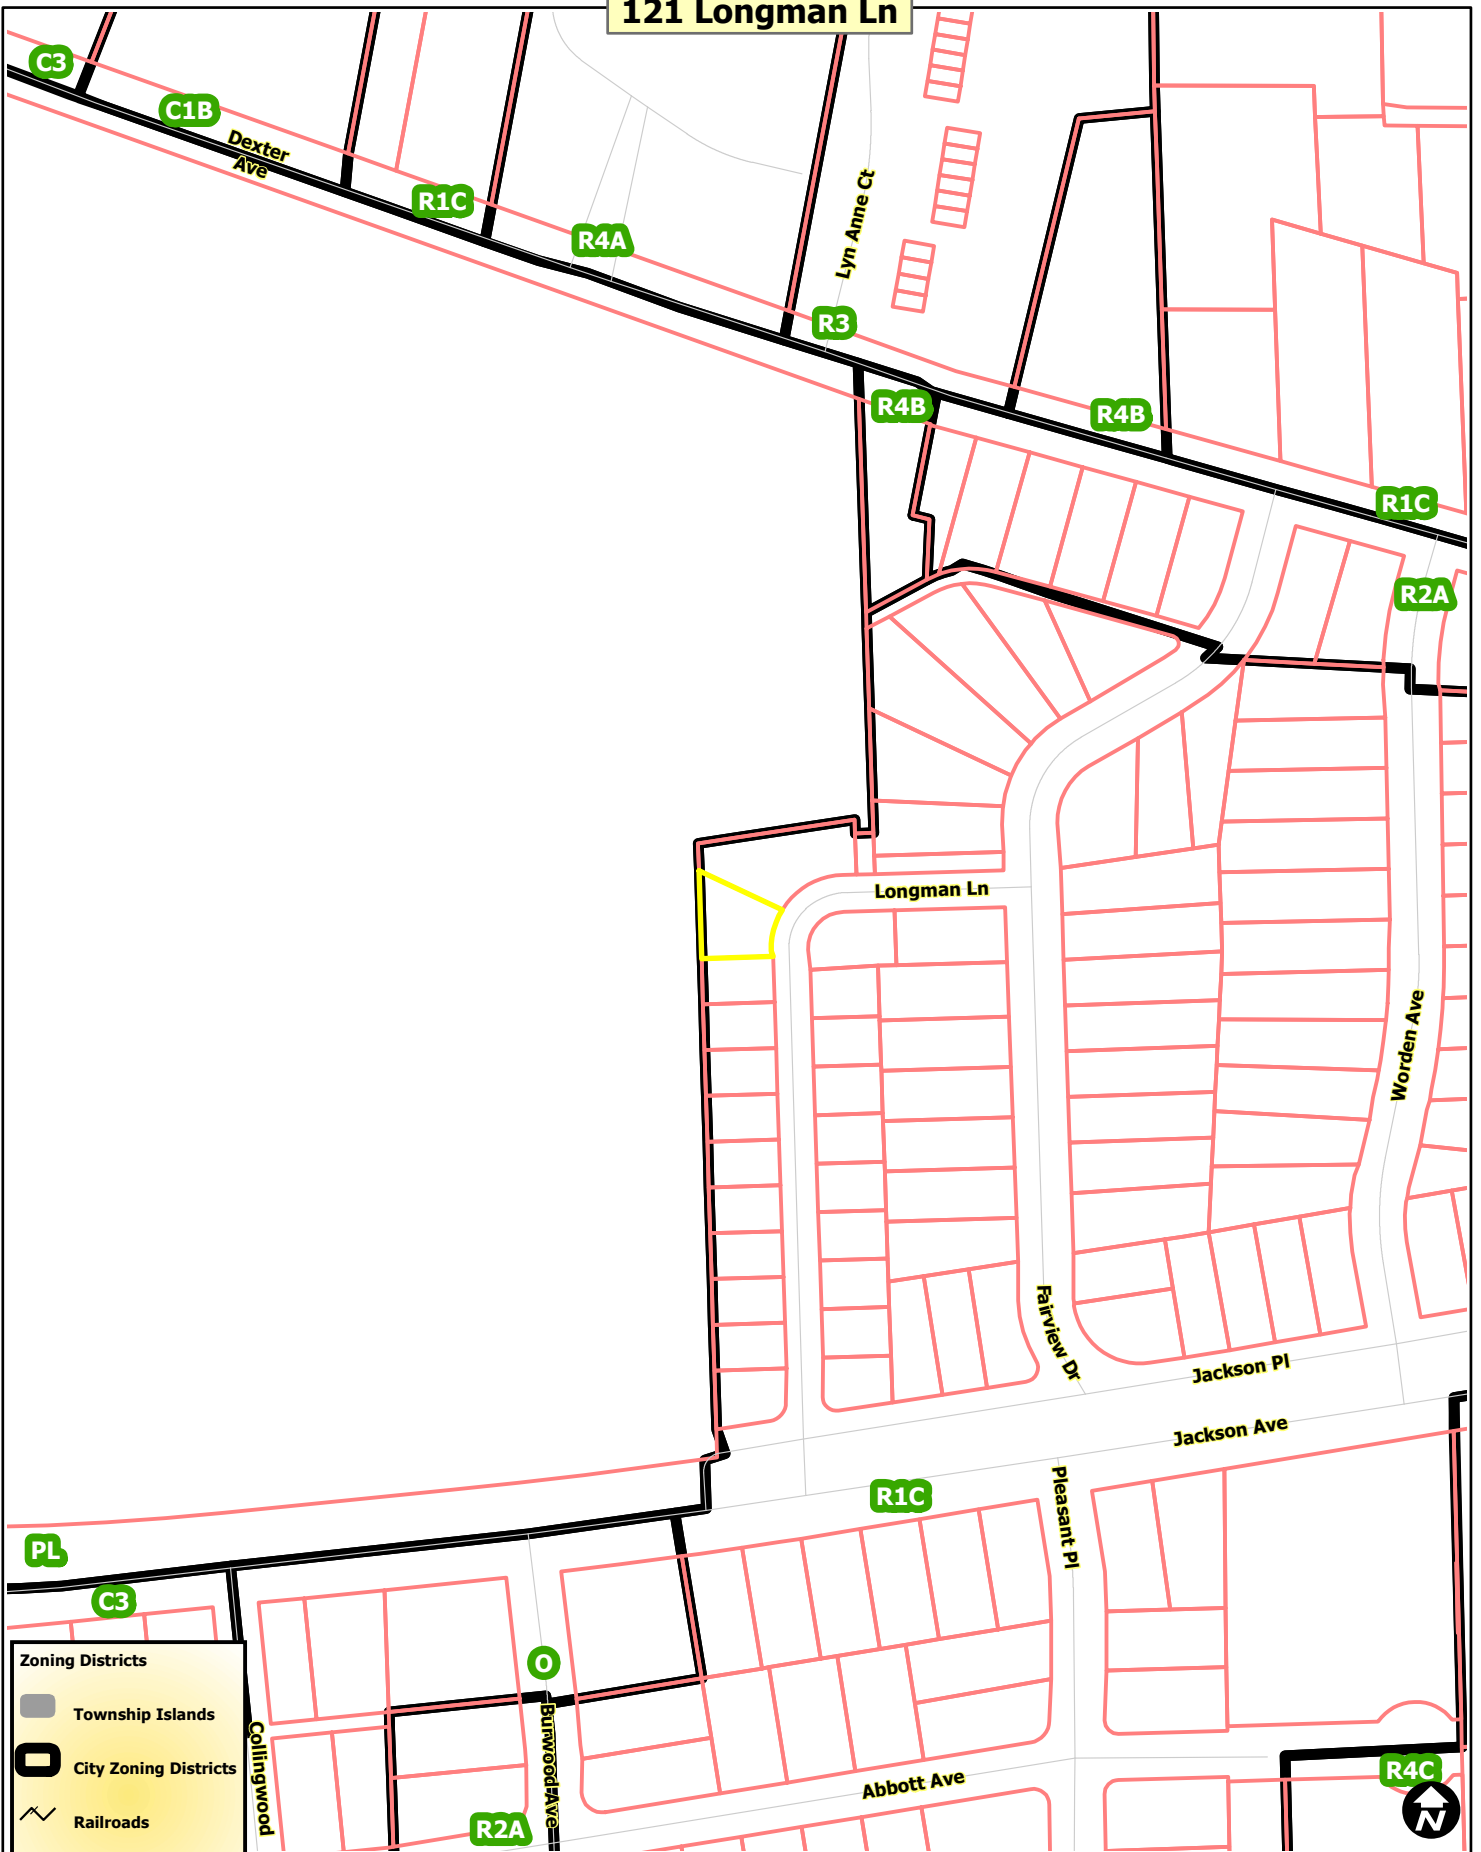 121 Longman Ln
C3
C1B
Dexter
Ave
R1C
R4A
Lyn Anne Ct
R3
R4B
R4B
R1C
R2A
Longman Ln
Worden Ave
Fairview Dr
Jackson Pl
Jackson Ave
R1C
Pleasant Pl
PL
C3
O
Zoning Districts
Township Islands
City Zoning Districts
Railroads
Collingwood
Burwood Ave
Abbott Ave
R4C
R2A
N